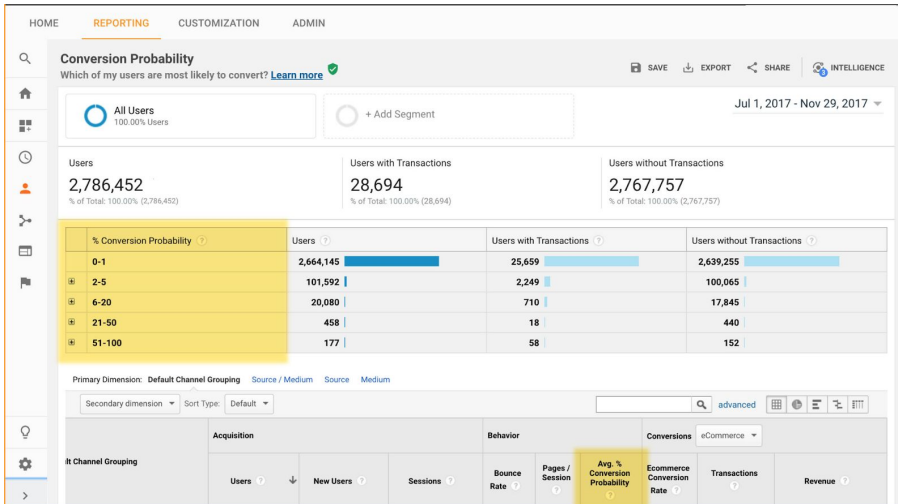 HOME REPORTING CUSTOMIZATION ADMIN
Conversion Probability
Which of my users are most likely to convert? Learn more
SAVE EXPORT SHARE 3 INTELLIGENCE
All Users
100.00% Users
+ Add Segment
Jul 1, 2017 - Nov 29, 2017
Users Users with Transactions Users without Transactions
2,786,452 28,694 2,767,757
% of Total: 100.00% (2,786,452) % of Total: 100.00% (28,694) % of Total: 100.00% (2,767,757)
% Conversion Probability ? Users ? Users with Transactions ? Users without Transactions ?
0-1 2,664,145 25,659 2,639,255
2-5 101,592 2,249 100,065
6-20 20,080 710 17,845
21-50 458 18 440
51-100 177 58 152
Primary Dimension: Default Channel Grouping Source / Medium Source Medium
Secondary dimension Sort Type: Default advanced
Acquisition Behavior Conversions eCommerce
lt Channel Grouping
Users ? New Users ? Sessions ? Bounce Rate ? Pages / Session ? Avg. % Conversion Probability ? Ecommerce Conversion Rate ? Transactions ? Revenue ?